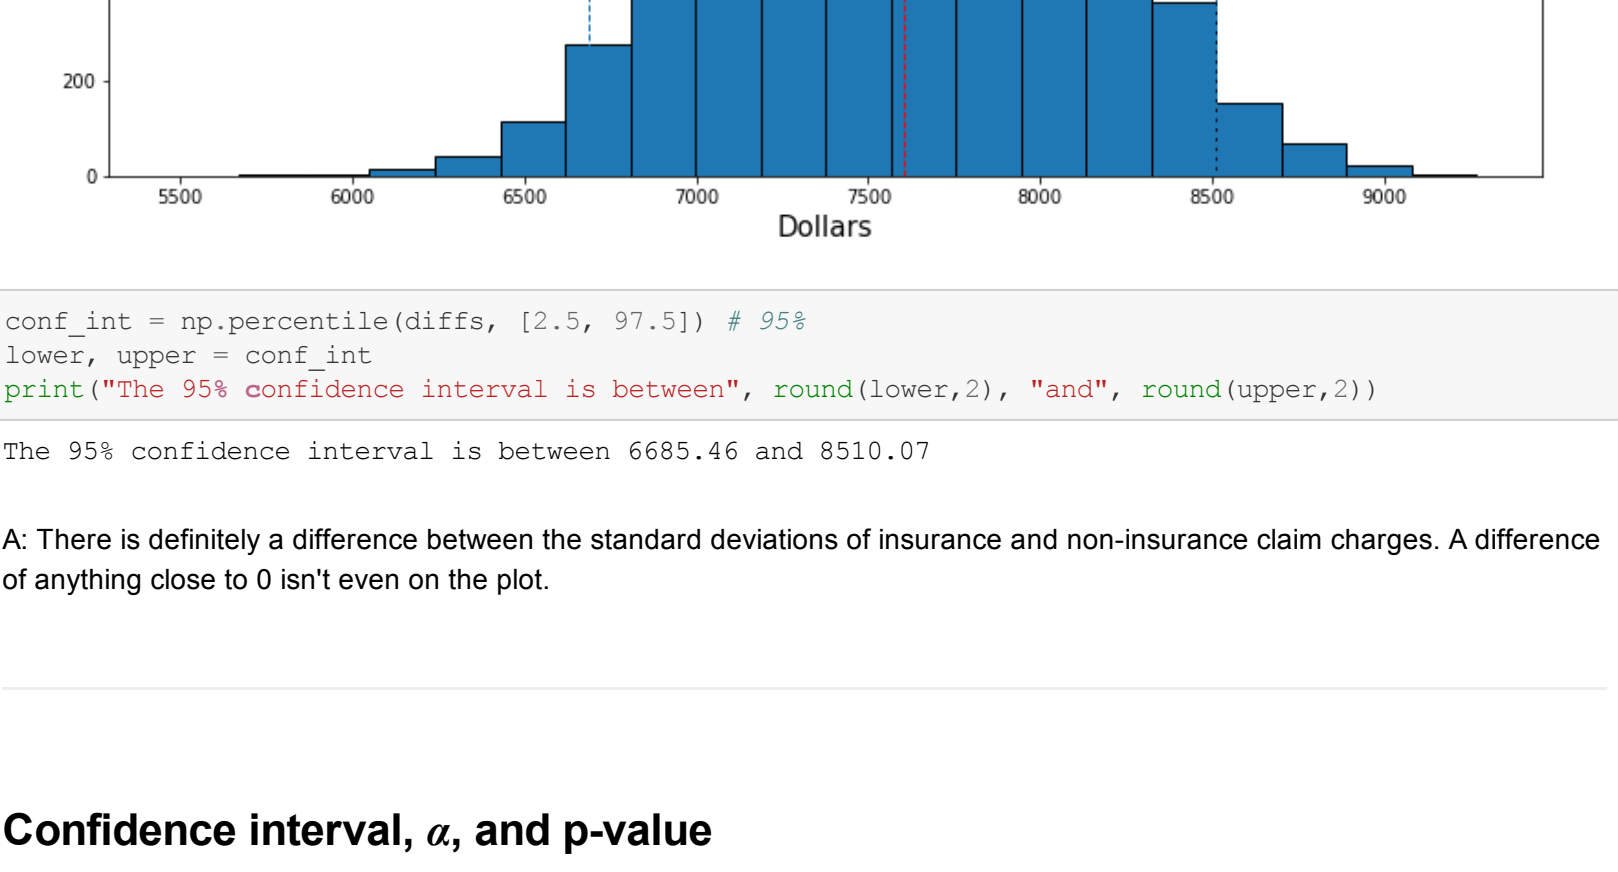 200
0
5500 6000 6500 7000 7500 8000 8500 9000
Dollars
conf_int = np.percentile(diffs, [2.5, 97.5]) # 95%
lower, upper = conf_int
print("The 95% confidence interval is between", round(lower,2), "and", round(upper,2))
The 95% confidence interval is between 6685.46 and 8510.07
A: There is definitely a difference between the standard deviations of insurance and non-insurance claim charges. A difference
of anything close to 0 isn't even on the plot.
Confidence interval, α, and p-value